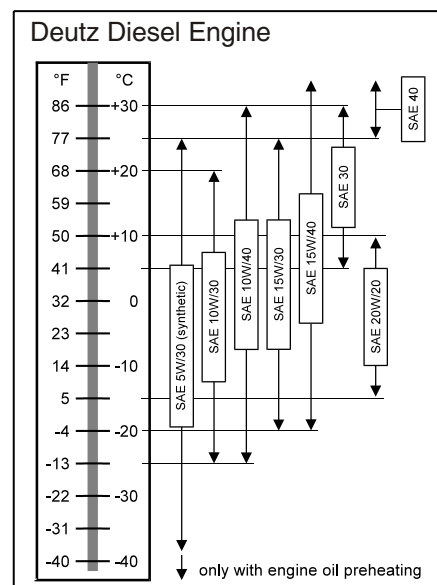 Deutz Diesel Engine
°F °C
86 +30
77
68 +20
59
50 +10
41
32 0
23
14 -10
5
-4 -20
-13
-22 -30
-31
-40 -40
SAE 5W/30 (synthetic)
SAE 10W/30
SAE 10W/40
SAE 15W/30
SAE 15W/40
SAE 30
SAE 20W/20
SAE 40
only with engine oil preheating